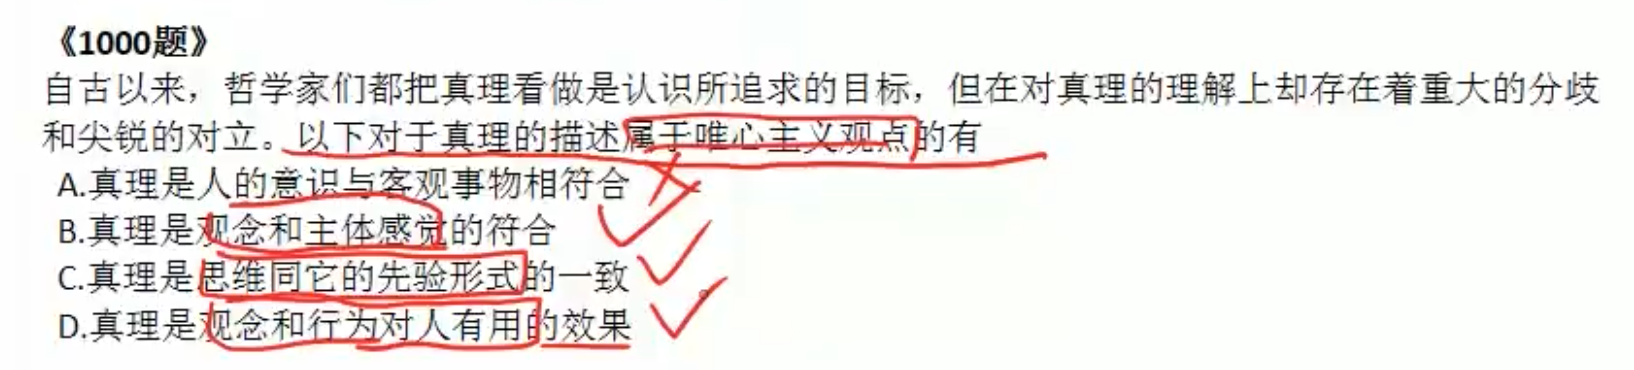 《1000题》
自古以来，哲学家们都把真理看做是认识所追求的目标，但在对真理的理解上却存在着重大的分歧
和尖锐的对立。以下对于真理的描述属于唯心主义观点的有
A.真理是人的意识与客观事物相符合
B.真理是观念和主体感觉的符合
C.真理是思维同它的先验形式的一致
D.真理是观念和行为对人有用的效果